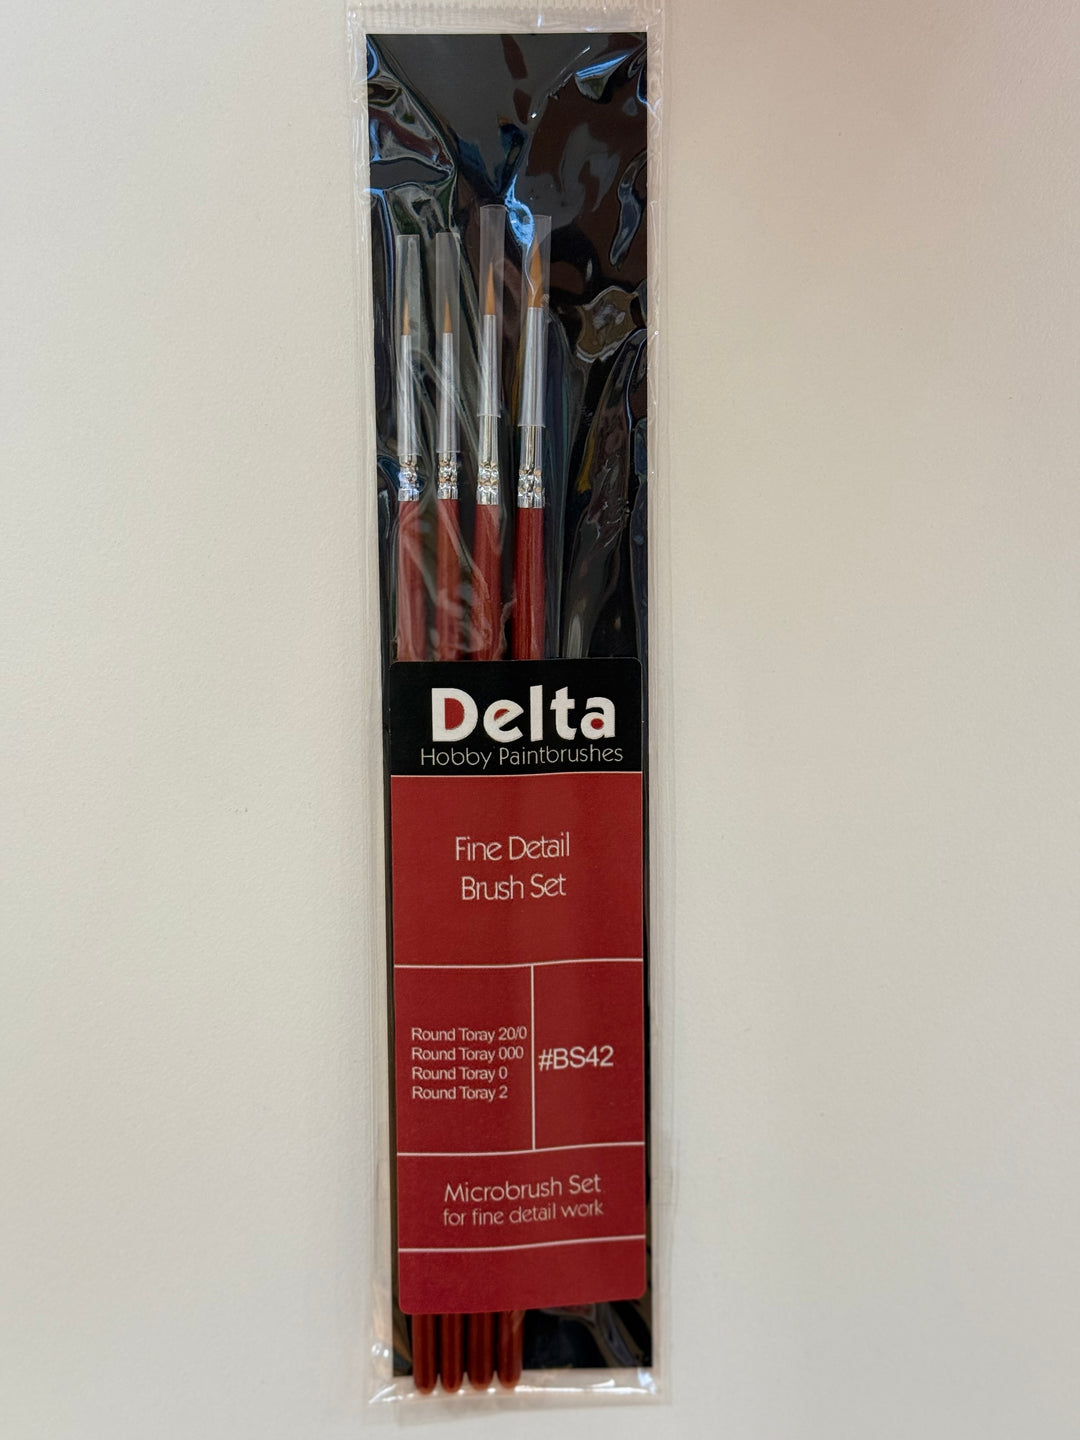 Delta
Hobby Paintbrushes
Fine Detail
Brush Set
Round Toray 20/0
Round Toray 000
Round Toray 0
Round Toray 2
#BS42
Microbrush Set
for fine detail work